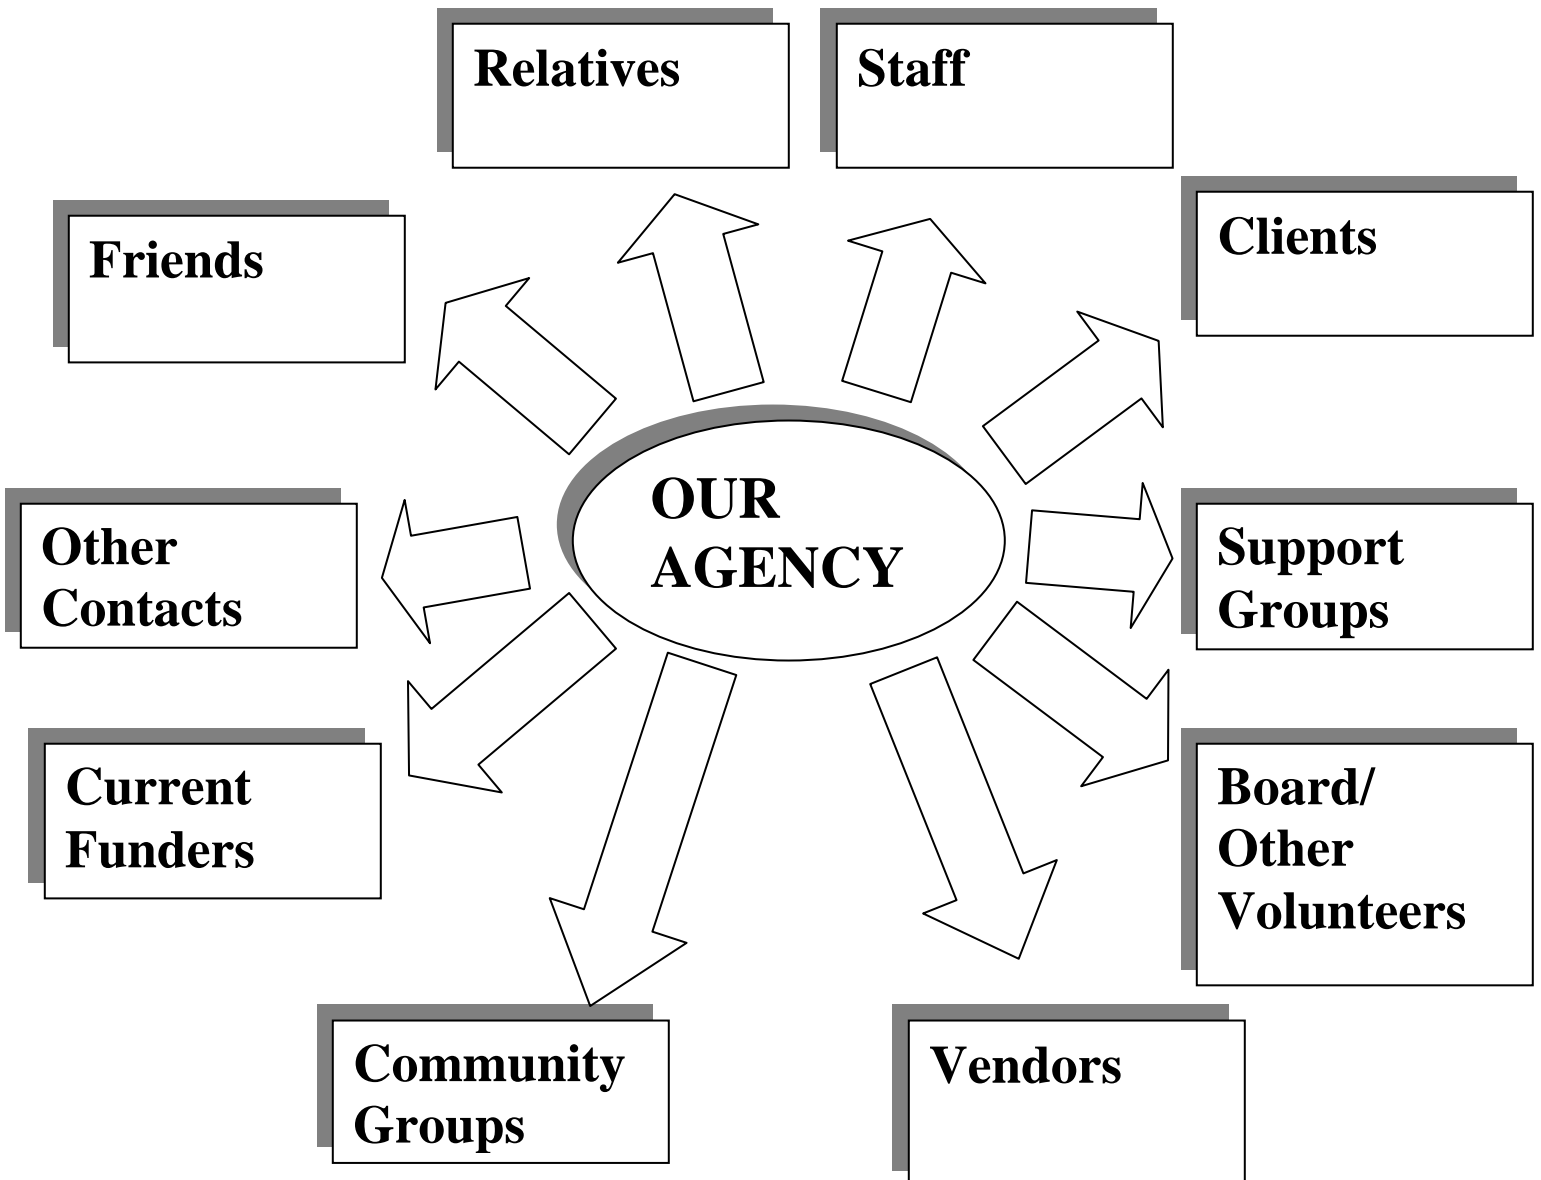 Relatives
Staff
Clients
Friends
OUR
AGENCY
Other
Contacts
Support
Groups
Current
Funders
Board/
Other
Volunteers
Community
Groups
Vendors